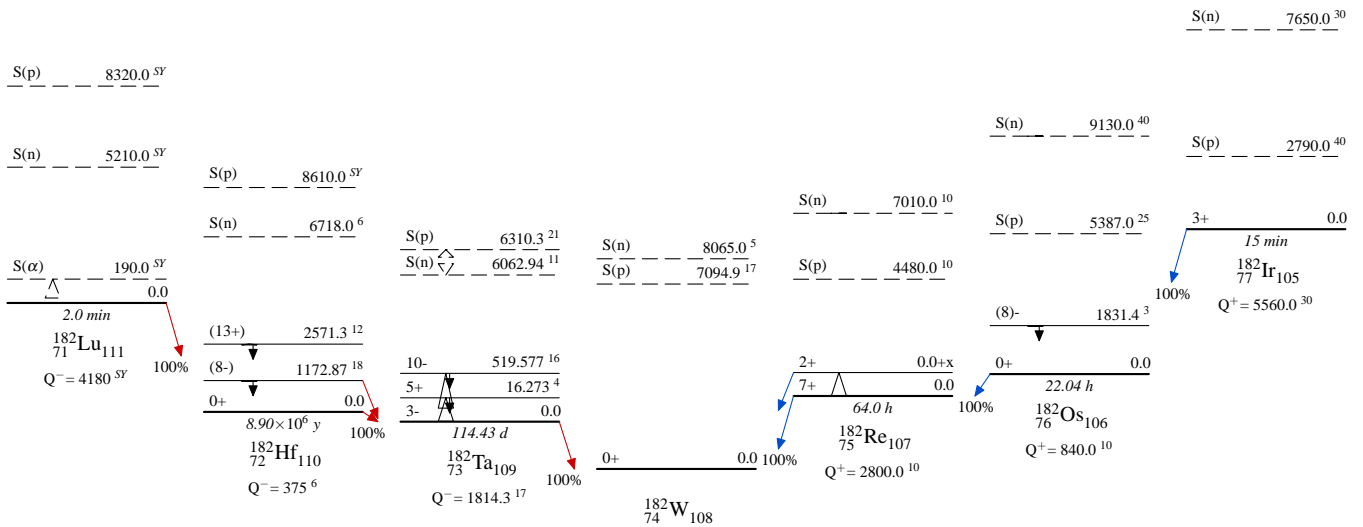 S(p) 8320.0 SY
S(n) 5210.0 SY
S(α) 190.0 SY
0.0
2.0 min
182 71 Lu 111
Q− = 4180 SY
100%
S(p) 8610.0 SY
S(n) 6718.0 6
(13+) 2571.3 12
(8-) 1172.87 18
0+ 0.0
8.90×10^6 y
182 72 Hf 110
Q− = 375 6
100%
S(p) 6310.3 21
S(n) 6062.94 11
10- 519.577 16
5+ 16.273 4
3- 0.0
114.43 d
182 73 Ta 109
Q− = 1814.3 17
100%
S(n) 8065.0 5
S(p) 7094.9 17
0+ 0.0
182 74 W 108
100%
S(n) 7010.0 10
S(p) 4480.0 10
2+ 0.0+x
7+ 0.0
64.0 h
182 75 Re 107
Q+ = 2800.0 10
100%
S(n) 9130.0 40
S(p) 5387.0 25
(8)- 1831.4 3
0+ 0.0
22.04 h
182 76 Os 106
Q+ = 840.0 10
100%
S(n) 7650.0 30
S(p) 2790.0 40
3+ 0.0
15 min
182 77 Ir 105
Q+ = 5560.0 30